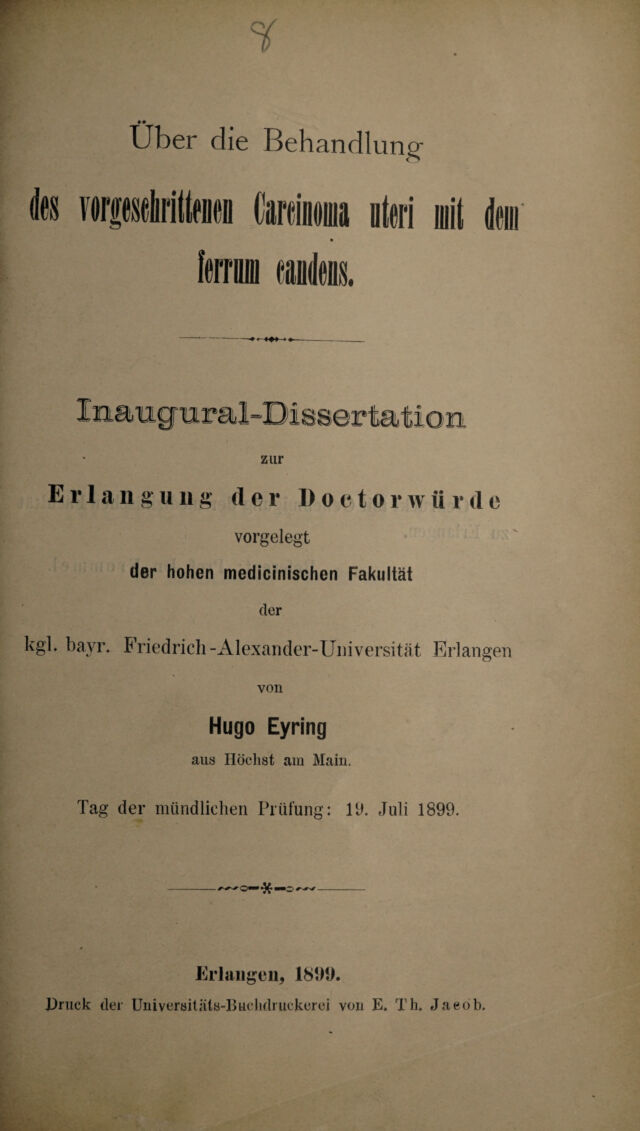 8
Über die Behandlung
des vorgeschrittenen Carcinoma uteri mit dem
ferrum candens.
Inaugural-Dissertation
zur
Erlangung der Doctorwürde
vorgelegt
der hohen medicinischen Fakultät
der
kgl. bayr. Friedrich-Alexander-Universität Erlangen
von
Hugo Eyring
aus Höchst am Main.
Tag der mündlichen Prüfung: 19. Juli 1899.
Erlangen, 1899.
Druck der Universitäts-Buchdruckerei von E. Th. Jacob.